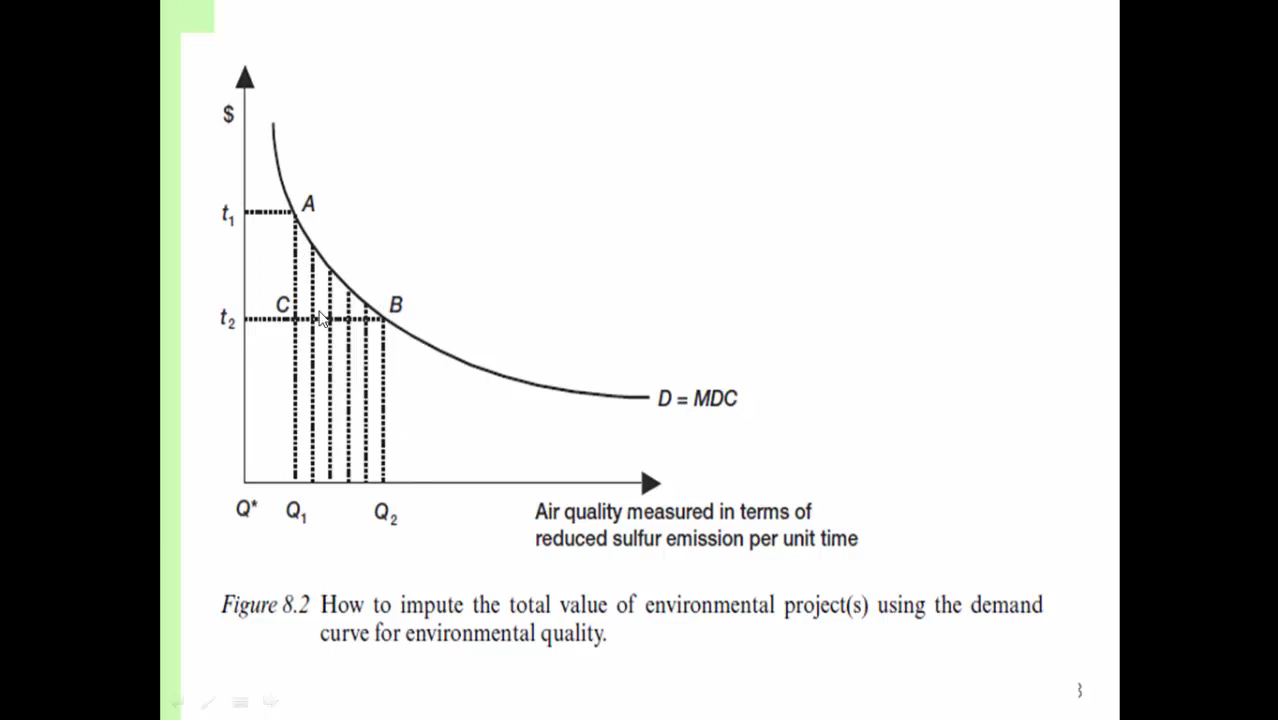 $
t₁
A
C
B
t₂
D = MDC
Q* Q₁ Q₂
Air quality measured in terms of
reduced sulfur emission per unit time
Figure 8.2 How to impute the total value of environmental project(s) using the demand
curve for environmental quality.